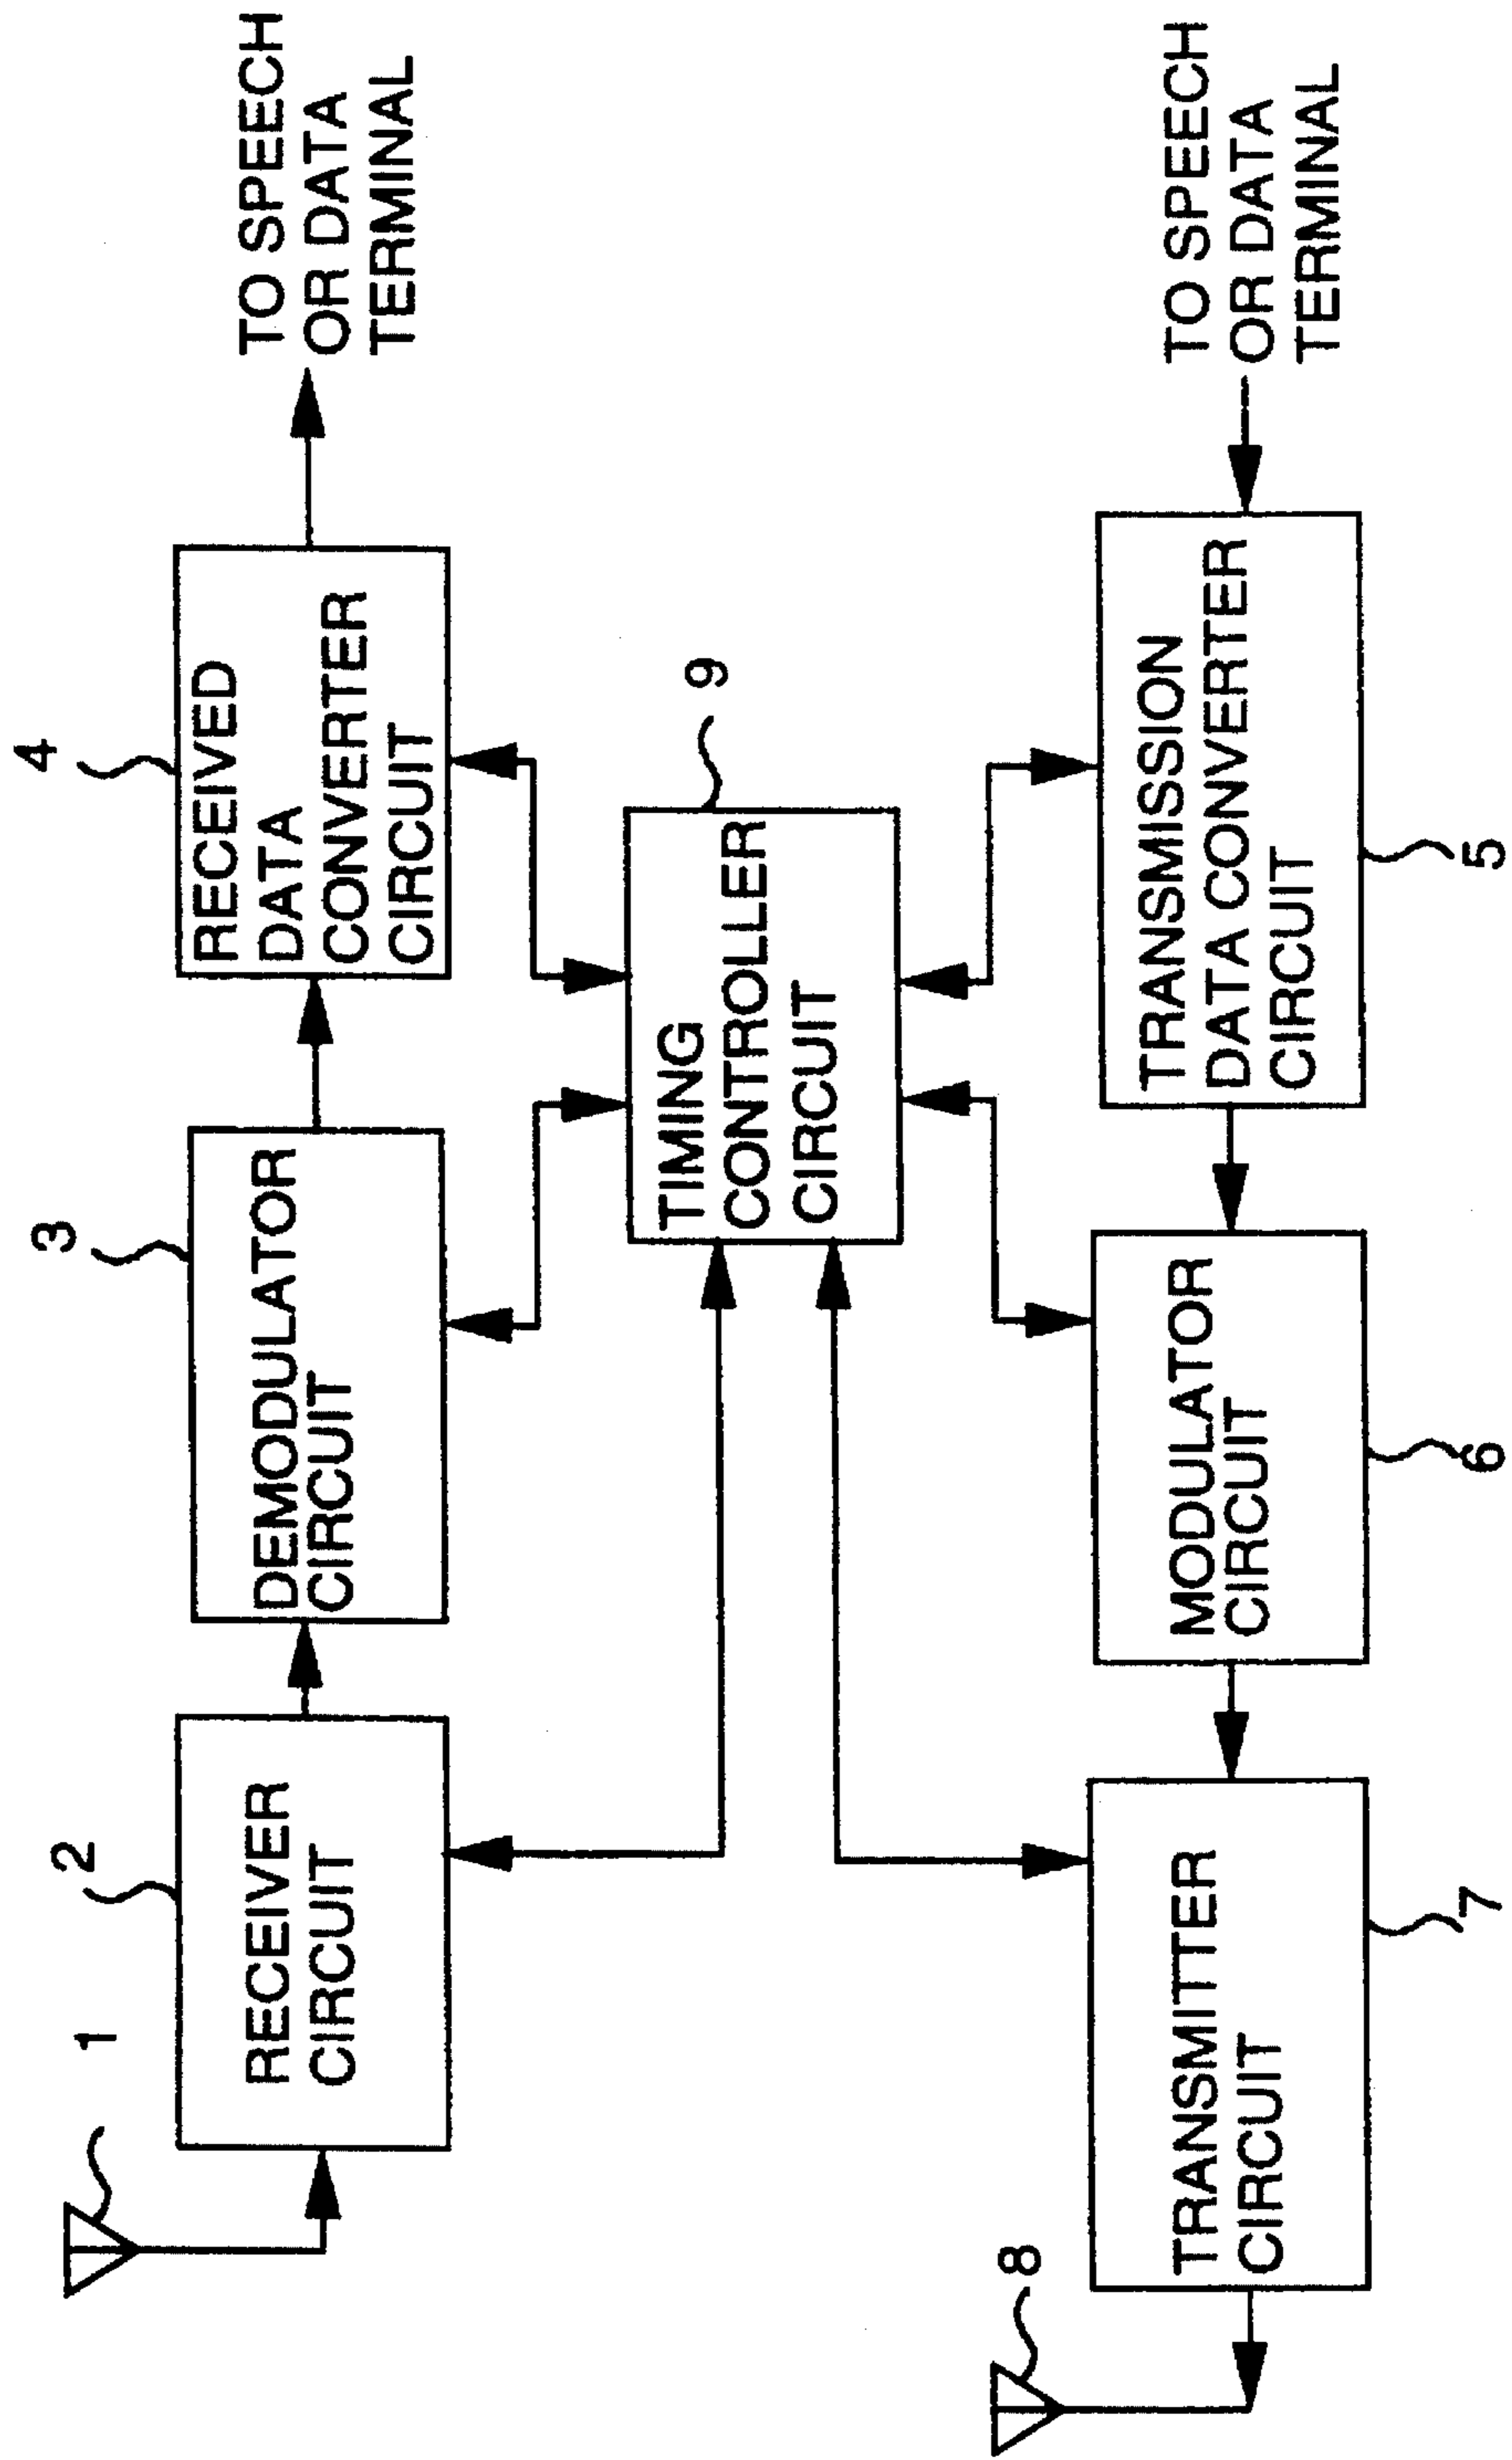 1
2
RECEIVER
CIRCUIT
3
DEMODULATOR
CIRCUIT
4
RECEIVED
DATA
CONVERTER
CIRCUIT
TO SPEECH
OR DATA
TERMINAL
9
TIMING
CONTROLLER
CIRCUIT
8
TRANSMITTER
CIRCUIT
7
MODULATOR
CIRCUIT
6
TRANSMISSION
DATA CONVERTER
CIRCUIT
5
TO SPEECH
OR DATA
TERMINAL